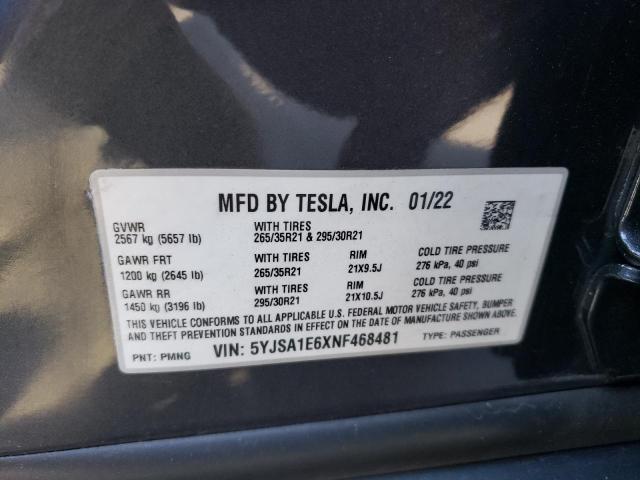 MFD BY TESLA, INC. 01/22
GVWR WITH TIRES
2567 kg (5657 lb) 265/35R21 & 295/30R21
GAWR FRT WITH TIRES RIM COLD TIRE PRESSURE
1200 kg (2645 lb) 265/35R21 21X9.5J 276 kPa, 40 psi
GAWR RR WITH TIRES RIM COLD TIRE PRESSURE
1450 kg (3196 lb) 295/30R21 21X10.5J 276 kPa, 40 psi
THIS VEHICLE CONFORMS TO ALL APPLICABLE U.S. FEDERAL MOTOR VEHICLE SAFETY, BUMPER
AND THEFT PREVENTION STANDARDS IN EFFECT ON THE DATE OF MANUFACTURE SHOWN ABOVE.
PNT: PMNG VIN: 5YJSA1E6XNF468481 TYPE: PASSENGER